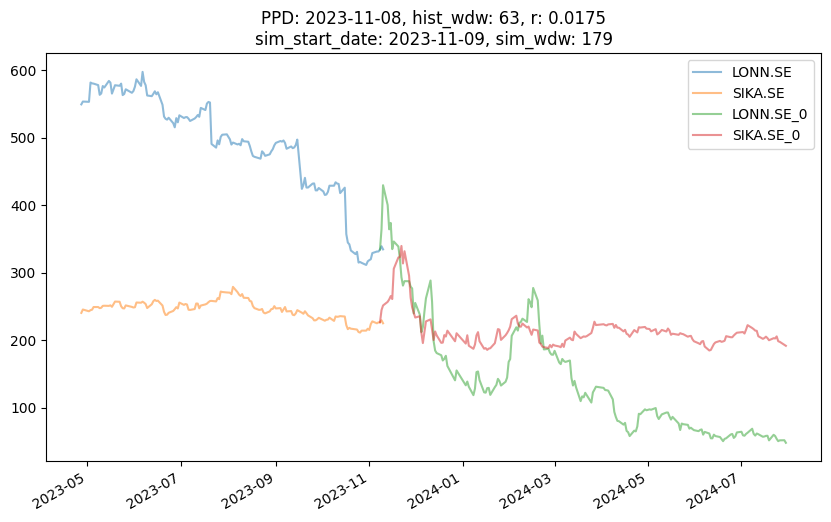 PPD: 2023-11-08, hist_wdw: 63, r: 0.0175
sim_start_date: 2023-11-09, sim_wdw: 179
LONN.SE
SIKA.SE
LONN.SE_0
SIKA.SE_0
600
500
400
300
200
100
2023-05
2023-07
2023-09
2023-11
2024-01
2024-03
2024-05
2024-07